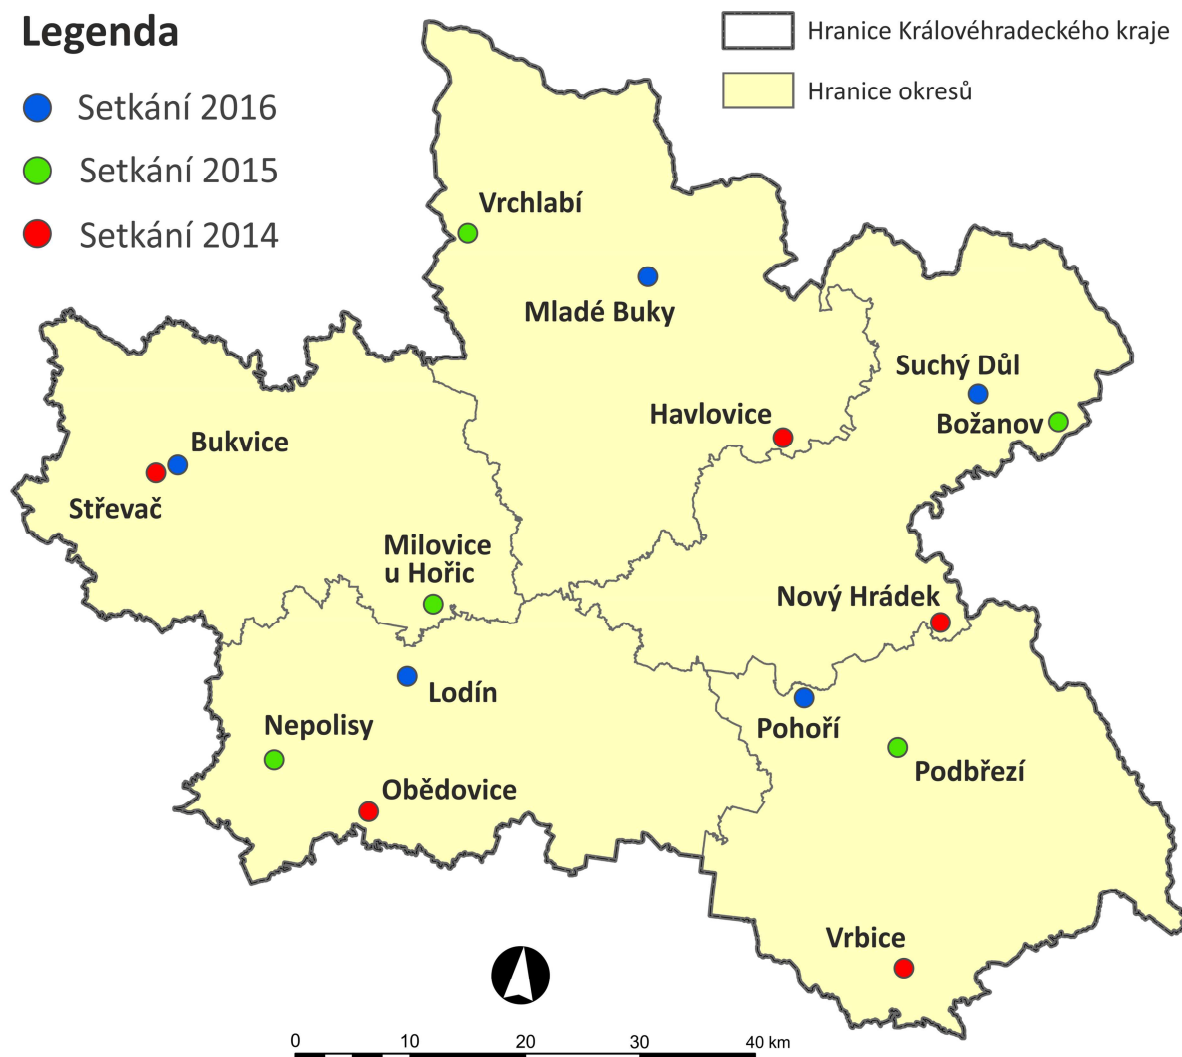 Legenda
Setkání 2016
Setkání 2015
Setkání 2014
Hranice Královéhradeckého kraje
Hranice okresů
Vrchlabí
Mladé Buky
Suchý Důl
Havlovice
Božanov
Bukvice
Střevač
Milovice
u Hořic
Nový Hrádek
Lodín
Nepolisy
Pohoří
Podbřezí
Obědovice
Vrbice
0 10 20 30 40 km